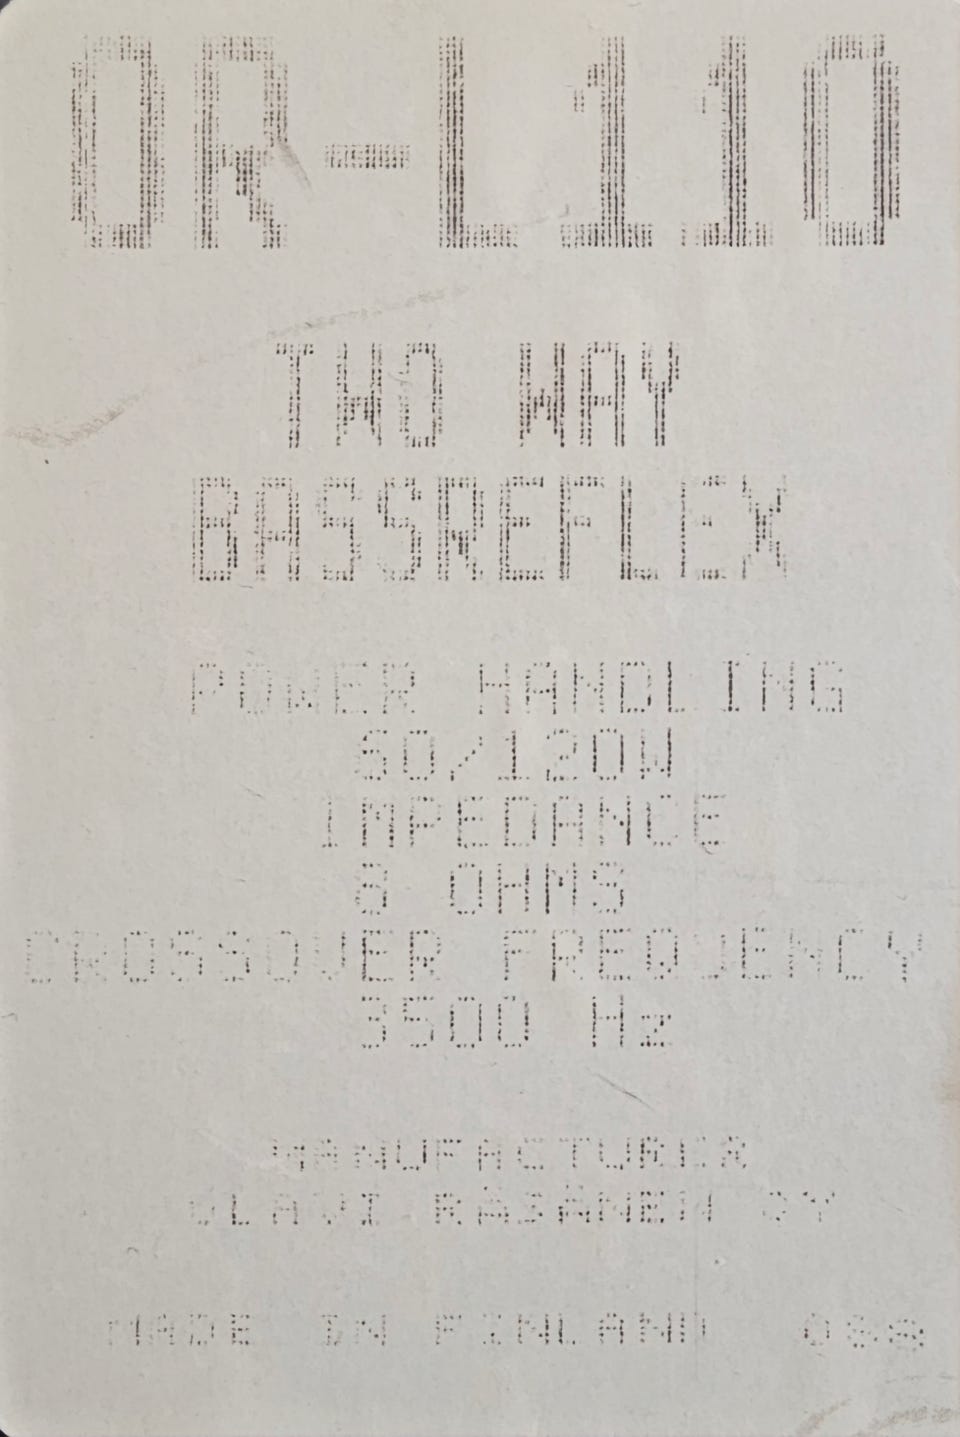 OR-L110
TWO WAY
BASSREFLEX
POWER HANDLING
80/120W
IMPEDANCE
8 OHMS
CROSSOVER FREQUENCY
3500 Hz
MANUFACTURER
OLAVI RÄSÄNEN OY
MADE IN FINLAND